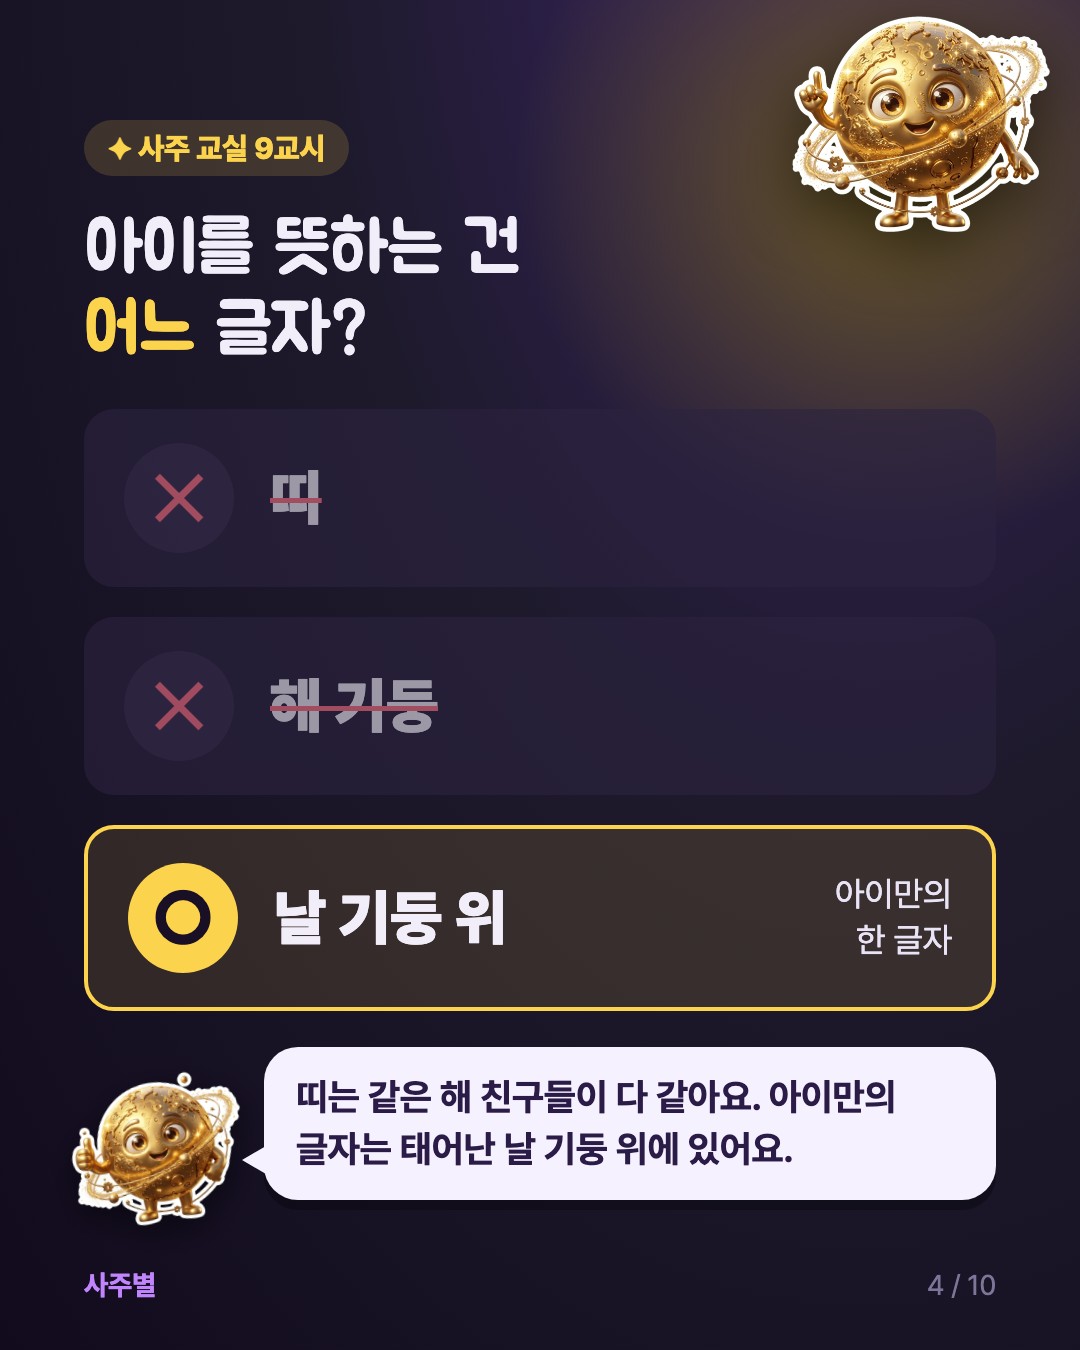 사주 교실 9교시
아이를 뜻하는 건
어느 글자?
띠
해 기둥
날 기둥 위
아이만의
한 글자
띠는 같은 해 친구들이 다 같아요. 아이만의
글자는 태어난 날 기둥 위에 있어요.
사주별
4 / 10